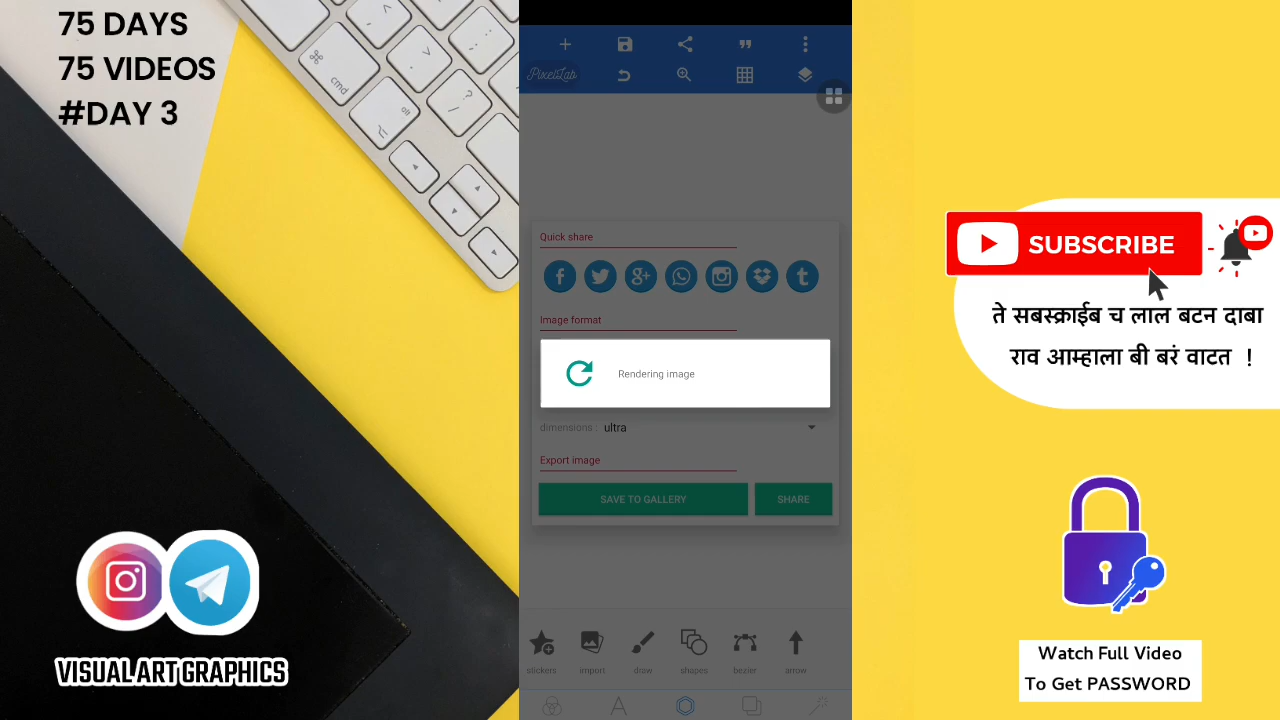 75 DAYS
75 VIDEOS
#DAY 3
cmd
alt
PixelLab
Quick share
Image format
Rendering image
dimensions : ultra
Export image
SAVE TO GALLERY
SHARE
stickers
import
draw
shapes
bezier
arrow
SUBSCRIBE
ते सबस्क्राईब च लाल बटन दाबा
राव आम्हाला बी बरं वाटत !
VISUAL ART GRAPHICS
Watch Full Video
To Get PASSWORD